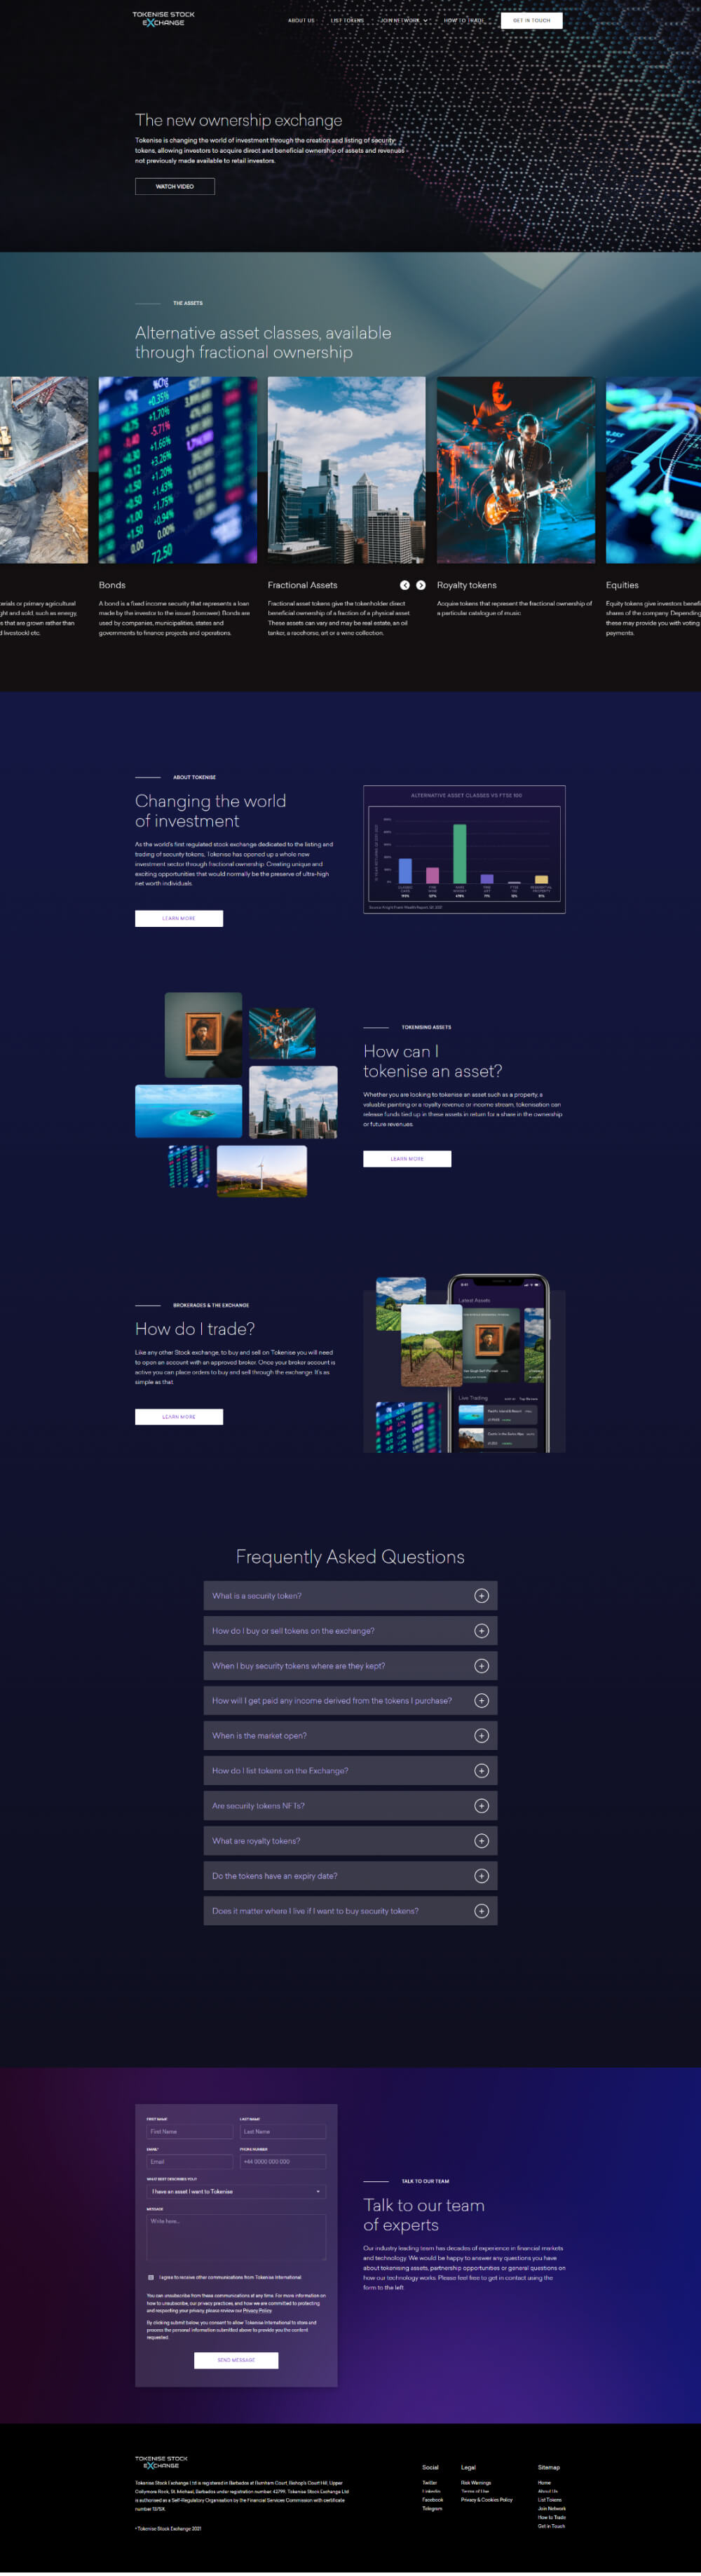 TOKENISE STOCK
EXCHANGE
ABOUT US
LIST TOKENS
JOIN NETWORK
HOW TO TRADE
GET IN TOUCH
The new ownership exchange
Tokenise is changing the world of investment through the creation and listing of security
tokens, allowing investors to acquire direct and beneficial ownership of assets and revenues
not previously made available to retail investors.
WATCH VIDEO
THE ASSETS
Alternative asset classes, available
through fractional ownership
Bonds
A bond is a fixed income security that represents a loan
made by the investor to the issuer (borrower). Bonds are
used by companies, municipalities, states and
governments to finance projects and operations.
Fractional Assets
Fractional asset tokens give the tokenholder direct
beneficial ownership of a fraction of a physical asset.
These assets can vary and may be real estate, an oil
tanker, a racehorse, art or a wine collection.
Royalty tokens
Acquire tokens that represent the fractional ownership of
a particular catalogue of music.
Equities
Equity tokens give investors benefi
shares of the company. Depending
these may provide you with voting
payments.
ABOUT TOKENISE
Changing the world
of investment
As the world's first regulated stock exchange dedicated to the listing and
trading of security tokens, Tokenise has opened up a whole new
investment sector through fractional ownership. Creating unique and
exciting opportunities that would normally be the preserve of ultra-high
net worth individuals.
LEARN MORE
ALTERNATIVE ASSET CLASSES VS FTSE 100
TOKENISING ASSETS
How can I
tokenise an asset?
Whether you are looking to tokenise an asset such as a property, a
valuable painting or a royalty revenue or income stream, tokenisation can
release funds tied up in these assets in return for a share in the ownership
or future revenues.
LEARN MORE
BROKERAGES & THE EXCHANGE
How do I trade?
Like any other Stock exchange, to buy and sell on Tokenise you will need
to open an account with an approved broker. Once your broker account is
active you can place orders to buy and sell through the exchange. It's as
simple as that.
LEARN MORE
Latest Assets
Live Trading
Frequently Asked Questions
What is a security token?
How do I buy or sell tokens on the exchange?
When I buy security tokens where are they kept?
How will I get paid any income derived from the tokens I purchase?
When is the market open?
How do I list tokens on the Exchange?
Are security tokens NFTs?
What are royalty tokens?
Do the tokens have an expiry date?
Does it matter where I live if I want to buy security tokens?
FIRST NAME
LAST NAME
First Name
Last Name
EMAIL*
PHONE NUMBER
Email
+44 0000 000 000
WHAT BEST DESCRIBES YOU?
I have an asset I want to Tokenise
MESSAGE
Write here...
I agree to receive other communications from Tokenise International.
You can unsubscribe from these communications at any time. For more information on
how to unsubscribe, our privacy practices, and how we are committed to protecting
and respecting your privacy, please review our Privacy Policy.
By clicking submit below, you consent to allow Tokenise International to store and
process the personal information submitted above to provide you the content
requested.
SEND MESSAGE
TALK TO OUR TEAM
Talk to our team
of experts
Our industry leading team has decades of experience in financial markets
and technology. We would be happy to answer any questions you have
about tokenising assets, partnership opportunities or general questions on
how our technology works. Please feel free to get in contact using the
form to the left.
TOKENISE STOCK
EXCHANGE
Tokenise Stock Exchange Ltd is registered in Barbados at Burnham Court, Bishop's Court Hill, Upper
Collymore Rock, St. Michael, Barbados under registration number 42799. Tokenise Stock Exchange Ltd
is authorised as a Self-Regulatory Organisation by the Financial Services Commission with certificate
Tokenise Stock Exchange 2021
Social
Twitter
LinkedIn
Facebook
Telegram
Legal
Risk Warnings
Terms of Use
Privacy & Cookies Policy
Sitemap
Home
About Us
List Tokens
Join Network
How to Trade
Get in Touch